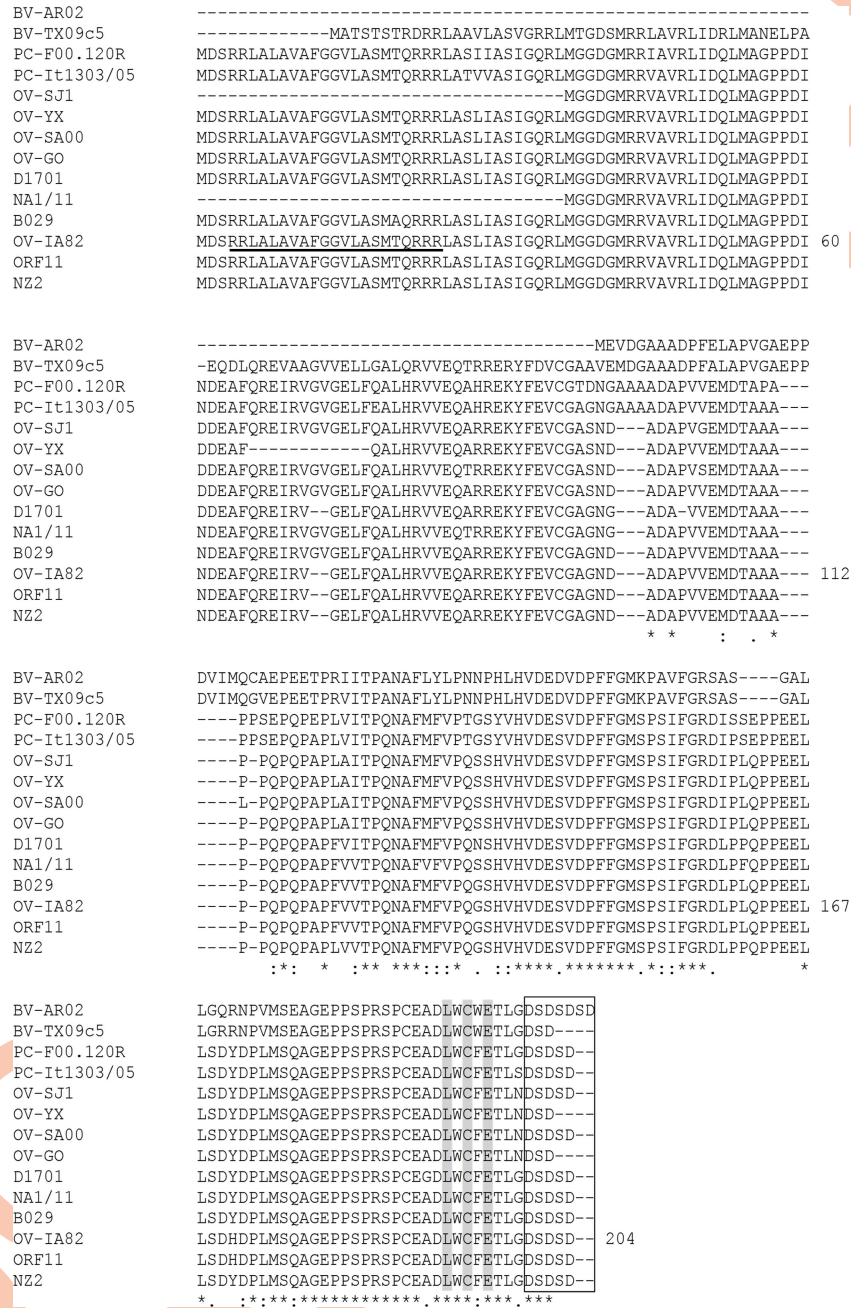 BV-AR02 -------------------------------------------------------------
BV-TX09c5 -------------MATSTSTRDRRLAAVLASVGRRLMTGDSMRRLAVRLIDRLMANELPA
PC-F00.120R MDSRRLALAVAFGGVLASMTQRRRLASIIASIGQRLMGGDGMRRIAVRLIDQLMAGPPDI
PC-It1303/05 MDSRRLALAVAFGGVLASMTQRRRLATVVASIGQRLMGGDGMRRVAVRLIDQLMAGPPDI
OV-SJ1 ------------------------------------MGGDGMRRVAVRLIDQLMAGPPDI
OV-YX MDSRRLALAVAFGGVLASMTQRRRLASLIASIGQRLMGGDGMRRVAVRLIDQLMAGPPDI
OV-SA00 MDSRRLALAVAFGGVLASMTQRRRLASLIASIGQRLMGGDGMRRVAVRLIDQLMAGPPDI
OV-GO MDSRRLALAVAFGGVLASMTQRRRLASLIASIGQRLMGGDGMRRVAVRLIDQLMAGPPDI
D1701 MDSRRLALAVAFGGVLASMTQRRRLASLIASIGQRLMGGDGMRRVAVRLIDQLMAGPPDI
NA1/11 ------------------------------------MGGDGMRRVAVRLIDQLMAGPPDI
B029 MDSRRLALAVAFGGVLASMAQRRRLASLIASIGQRLMGGDGMRRVAVRLIDQLMAGPPDI
OV-IA82 MDSRRLALAVAFGGVLASMTQRRRLASLIASIGQRLMGGDGMRRVAVRLIDQLMAGPPDI 60
ORF11 MDSRRLALAVAFGGVLASMTQRRRLASLIASIGQRLMGGDGMRRVAVRLIDQLMAGPPDI
NZ2 MDSRRLALAVAFGGVLASMTQRRRLASLIASIGQRLMGGDGMRRVAVRLIDQLMAGPPDI
BV-AR02 ---------------------------------------MEVDGAAADPFELAPVGAEPP
BV-TX09c5 -EQDLQREVAAGVVELLGALQRVVEQTRRERYFDVCGAAVEMDGAADPFALAPVGAEPP
PC-F00.120R NDEAFQREIRVGVGELFQALHRVVEQAHREKYFEVCGTDNGAAAADAPVVEMDTAPA---
PC-It1303/05 NDEAFQREIRVGVGELFEALHRVVEQAHREKYFEVCGAGNGAAAADAPVVEMDTAAA---
OV-SJ1 DDEAFQREIRVGVGELFQALHRVVEQARREKYFEVCGASND---ADAPVGEMDTAAA---
OV-YX DDEAF------------QALHRVVEQARREKYFEVCGASND---ADAPVVEMDTAAA---
OV-SA00 DDEAFQREIRVGVGELFQALHRVVEQTRREKYFEVCGASND---ADAPVSEMDTAAA---
OV-GO DDEAFQREIRVGVGELFQALHRVVEQARREKYFEVCGASND---ADAPVVEMDTAAA---
D1701 DDEAFQREIRV--GELFQALHRVVEQARREKYFEVCGAGNG---ADA-VVEMDTAAA---
NA1/11 NDEAFQREIRVGVGELFQALHRVVEQTRREKYFEVCGAGNG---ADAPVVEMDTAAA---
B029 NDEAFQREIRVGVGELFQALHRVVEQARREKYFEVCGAGND---ADAPVVEMDTAAA---
OV-IA82 NDEAFQREIRV--GELFQALHRVVEQARREKYFEVCGAGND---ADAPVVEMDTAAA--- 112
ORF11 NDEAFQREIRV--GELFQALHRVVEQARREKYFEVCGAGND---ADAPVVEMDTAAA---
NZ2 NDEAFQREIRV--GELFQALHRVVEQARREKYFEVCGAGND---ADAPVVEMDTAAA---
* * : . *
BV-AR02 DVIMQCAEPEETPRIITPANAFLYLPNNPHLHVDEDVDPFFGMKPAVFGRSAS----GAL
BV-TX09c5 DVIMQGVEPEETPRVITPANAFLYLPNNPHLHVDEDVDPFFGMKPAVFGRSAS----GAL
PC-F00.120R ----PPSEPQPEPLVITPQNAFMFVPTGSYVHVDESVDPFFGMSPSIFGRDISSEPPEEL
PC-It1303/05 ----PPSEPQPAPLVITPQNAFMFVPTGSYVHVDESVDPFFGMSPSIFGRDIPSEPPEEL
OV-SJ1 ----P-PQPQPAPLAITPQNAFMFVPQSSHVHVDESVDPFFGMSPSIFGRDIPLQPPEEL
OV-YX ----P-PQPQPAPLAITPQNAFMFVPQSSHVHVDESVDPFFGMSPSIFGRDIPLQPPEEL
OV-SA00 ----L-PQPQPAPLAITPQNAFMFVPQSSHVHVDESVDPFFGMSPSIFGRDIPLQPPEEL
OV-GO ----P-PQPQPAPLAITPQNAFMFVPQSSHVHVDESVDPFFGMSPSIFGRDIPLQPPEEL
D1701 ----P-PQPQPAPFVITPQNAFMFVPQNSHVHVDESVDPFFGMSPSIFGRDLPPQPPEEL
NA1/11 ----P-PQPQPAPFVVTPQNAFVFVPQSSHVHVDESVDPFFGMSPSIFGRDLPFQPPEEL
B029 ----P-PQPQPAPFVVTPQNAFMFVPQGSHVHVDESVDPFFGMSPSIFGRDLPLQPPEEL
OV-IA82 ----P-PQPQPAPFVVTPQNAFMFVPQGSHVHVDESVDPFFGMSPSIFGRDLPLQPPEEL 167
ORF11 ----P-PQPQPAPFVVTPQNAFMFVPQGSHVHVDESVDPFFGMSPSIFGRDLPLQPPEEL
NZ2 ----P-PQPQPAPLVVTPQNAFMFVPQGSHVHVDESVDPFFGMSPSIFGRDLPPQPPEEL
:*: * :** ***:::* . ::****.*******.*::***. *
BV-AR02 LGQRNPVMSEAGEPPSPRSPCEADLWCWETLGDSDSDSD
BV-TX09c5 LGRRNPVMSEAGEPPSPRSPCEADLWCWETLGDSD----
PC-F00.120R LSDYDPLMSQAGEPPSPRSPCEADLWCFETLGDSDSD--
PC-It1303/05 LSDYDPLMSQAGEPPSPRSPCEADLWCFETLSDSDSD--
OV-SJ1 LSDYDPLMSQAGEPPSPRSPCEADLWCFETLNDSDSD--
OV-YX LSDYDPLMSQAGEPPSPRSPCEADLWCFETLNDSD----
OV-SA00 LSDYDPLMSQAGEPPSPRSPCEADLWCFETLNDSDSD--
OV-GO LSDYDPLMSQAGEPPSPRSPCEADLWCFETLNDSD----
D1701 LSDYDPLMSQAGEPPSPRSPCEGDLWCFETLGDSDSD--
NA1/11 LSDYDPLMSQAGEPPSPRSPCEADLWCFETLGDSDSD--
B029 LSDYDPLMSQAGEPPSPRSPCEADLWCFETLGDSDSD--
OV-IA82 LSDHDPLMSQAGEPPSPRSPCEADLWCFETLGDSDSD-- 204
ORF11 LSDHDPLMSQAGEPPSPRSPCEADLWCFETLGDSDSD--
NZ2 LSDYDPLMSQAGEPPSPRSPCEADLWCFETLGDSDSD--
*. :*:**:************.****:***.***